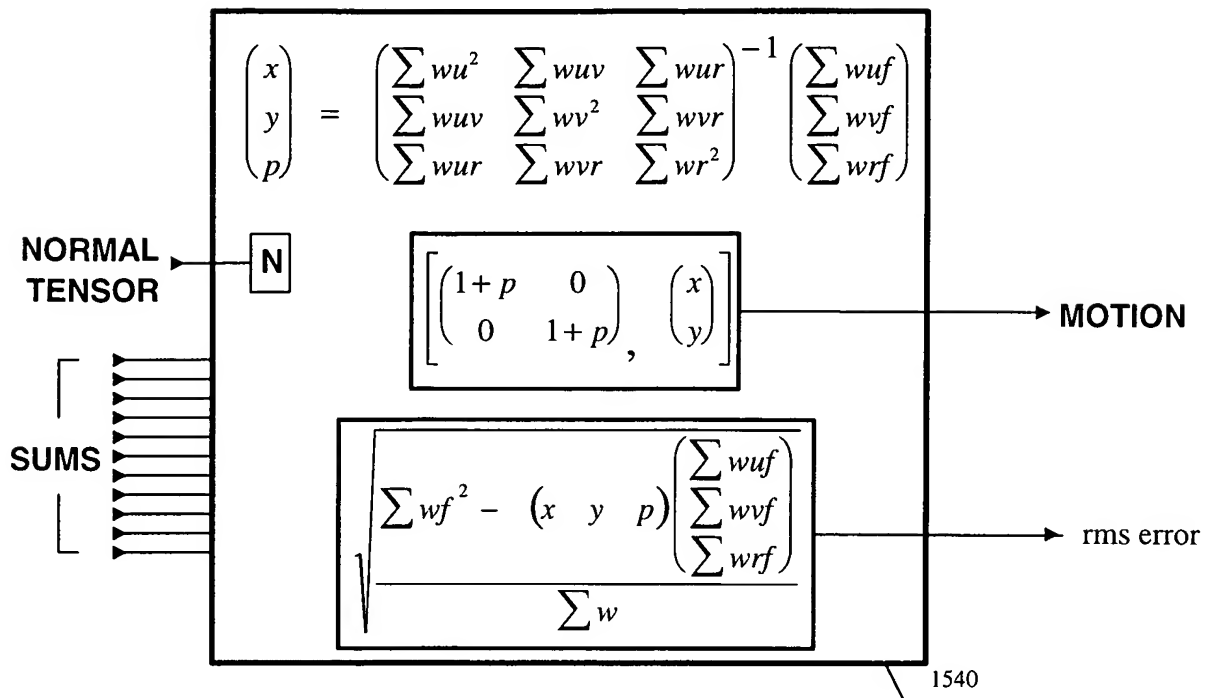 (x y p) = (∑wu² ∑wuv ∑wur
∑wuv ∑wv² ∑wvr
∑wur ∑wvr ∑wr²)⁻¹ (∑wuf
∑wvf
∑wrf)
NORMAL
TENSOR
N
[(1+p 0
0 1+p), (x
y)]
MOTION
SUMS
√ ∑wf² − (x y p) (∑wuf
∑wvf
∑wrf)
∑w
rms error
1540